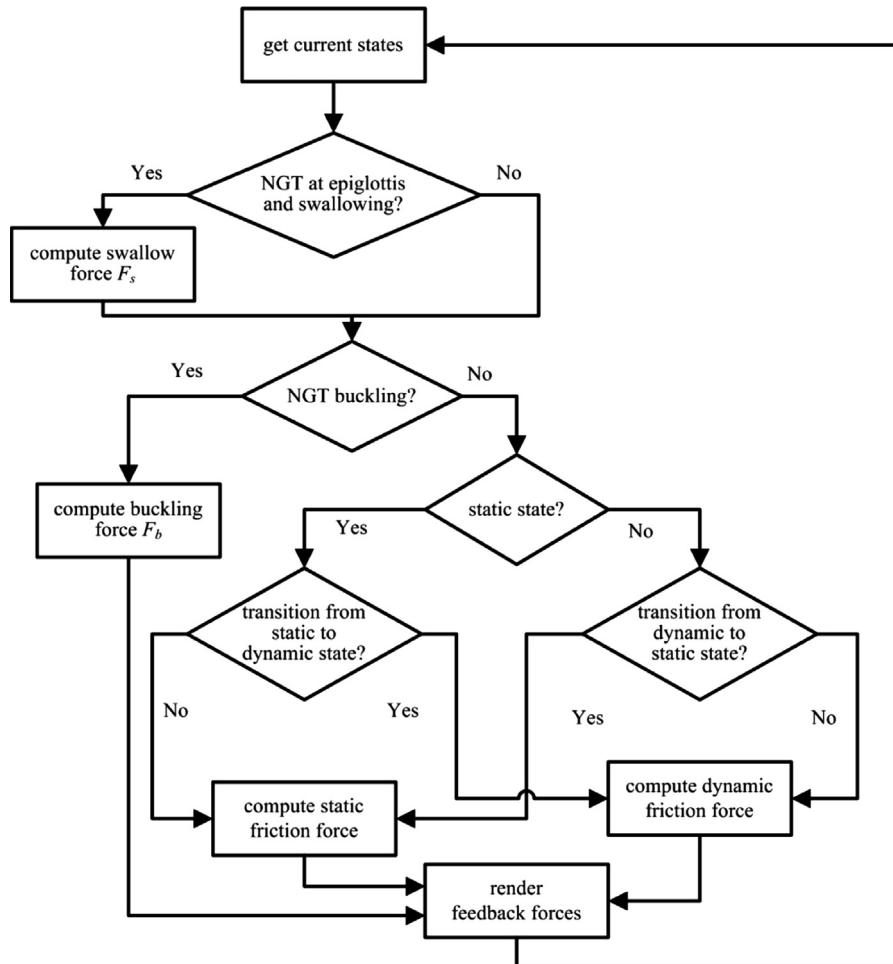 get current states
Yes
No
NGT at epiglottis
and swallowing?
compute swallow
force Fs
Yes
No
NGT buckling?
compute buckling
force Fb
static state?
Yes
No
transition from
static to
dynamic state?
transition from
dynamic to
static state?
No
Yes
Yes
No
compute static
friction force
compute dynamic
friction force
render
feedback forces